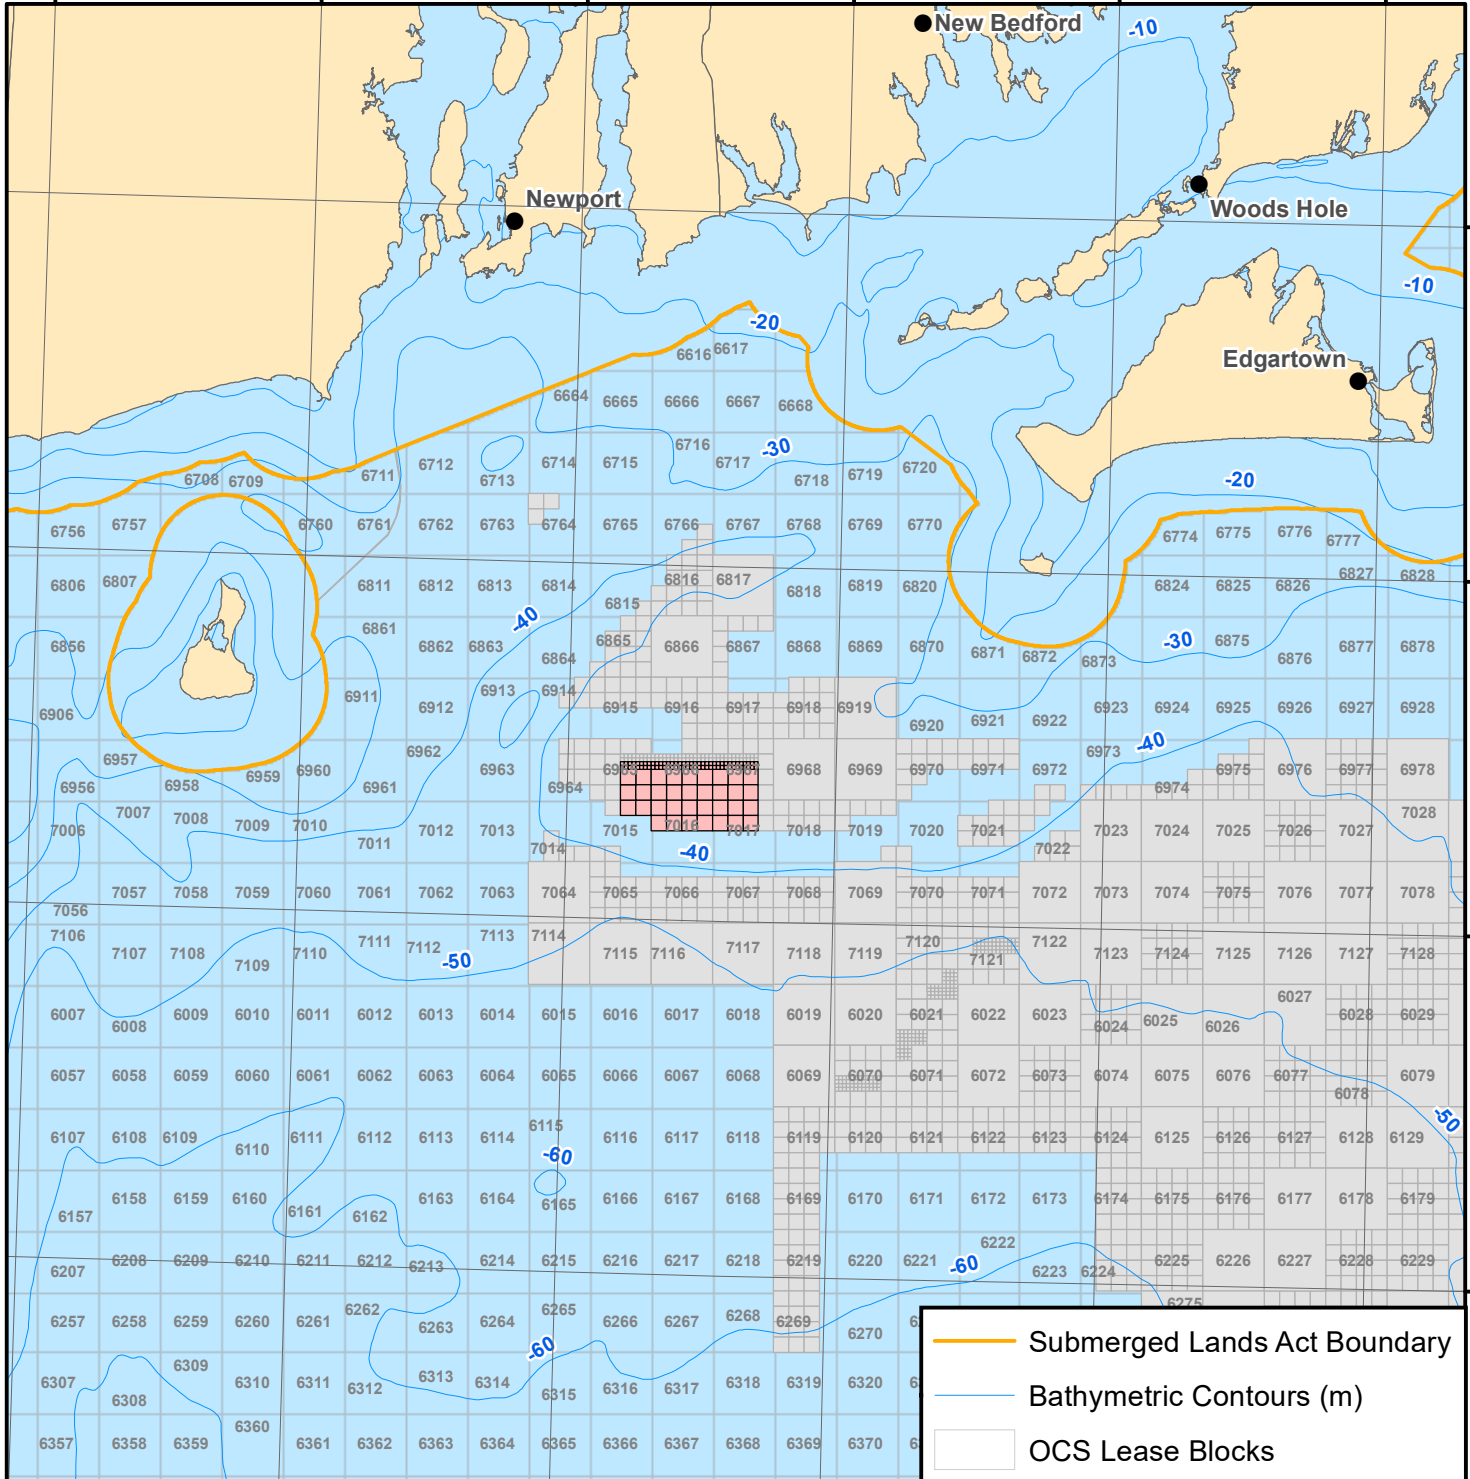 -10
New Bedford
Newport
Woods Hole
-10
-20
6616 6617
Edgartown
6664 6665 6666 6667 6668
6716 -30
6711 6712 6713 6714 6715 6717 6718 6719 6720
6708 6709 -20
6756 6757 6760 6761 6762 6763 6764 6765 6766 6767 6768 6769 6770 6774 6775 6776 6777
6806 6807 6811 6812 6813 6814 6815 6816 6817 6818 6819 6820 6824 6825 6826 6827 6828
-40
6856 6861 6862 6863 6864 6865 6866 6867 6868 6869 6870 6871 6872 6873 -30 6875 6876 6877 6878
6906 6911 6912 6913 6914 6915 6916 6917 6918 6919 6920 6921 6922 6923 6924 6925 6926 6927 6928
-40
6956 6957 6958 6959 6960 6961 6962 6963 6964 6965 6966 6967 6968 6969 6970 6971 6972 6973 6974 6975 6976 6977 6978
7006 7007 7008 7009 7010 7011 7012 7013 7014 7015 7016 7017 7018 7019 7020 7021 7022 7023 7024 7025 7026 7027 7028
-40
7056 7057 7058 7059 7060 7061 7062 7063 7064 7065 7066 7067 7068 7069 7070 7071 7072 7073 7074 7075 7076 7077 7078
7106 7107 7108 7109 7110 7111 7112 7113 7114 7115 7116 7117 7118 7119 7120 7121 7122 7123 7124 7125 7126 7127 7128
-50
6007 6008 6009 6010 6011 6012 6013 6014 6015 6016 6017 6018 6019 6020 6021 6022 6023 6024 6025 6026 6027 6028 6029
6057 6058 6059 6060 6061 6062 6063 6064 6065 6066 6067 6068 6069 6070 6071 6072 6073 6074 6075 6076 6077 6078 6079
-50
6107 6108 6109 6110 6111 6112 6113 6114 6115 6116 6117 6118 6119 6120 6121 6122 6123 6124 6125 6126 6127 6128 6129
-60
6157 6158 6159 6160 6161 6162 6163 6164 6165 6166 6167 6168 6169 6170 6171 6172 6173 6174 6175 6176 6177 6178 6179
6207 6208 6209 6210 6211 6212 6213 6214 6215 6216 6217 6218 6219 6220 6221 6222 6223 6224 6225 6226 6227 6228 6229
-60
6257 6258 6259 6260 6261 6262 6263 6264 6265 6266 6267 6268 6269 6270 6275
-60
6307 6308 6309 6310 6311 6312 6313 6314 6315 6316 6317 6318 6319 6320
6357 6358 6359 6360 6361 6362 6363 6364 6365 6366 6367 6368 6369 6370
Submerged Lands Act Boundary
Bathymetric Contours (m)
OCS Lease Blocks